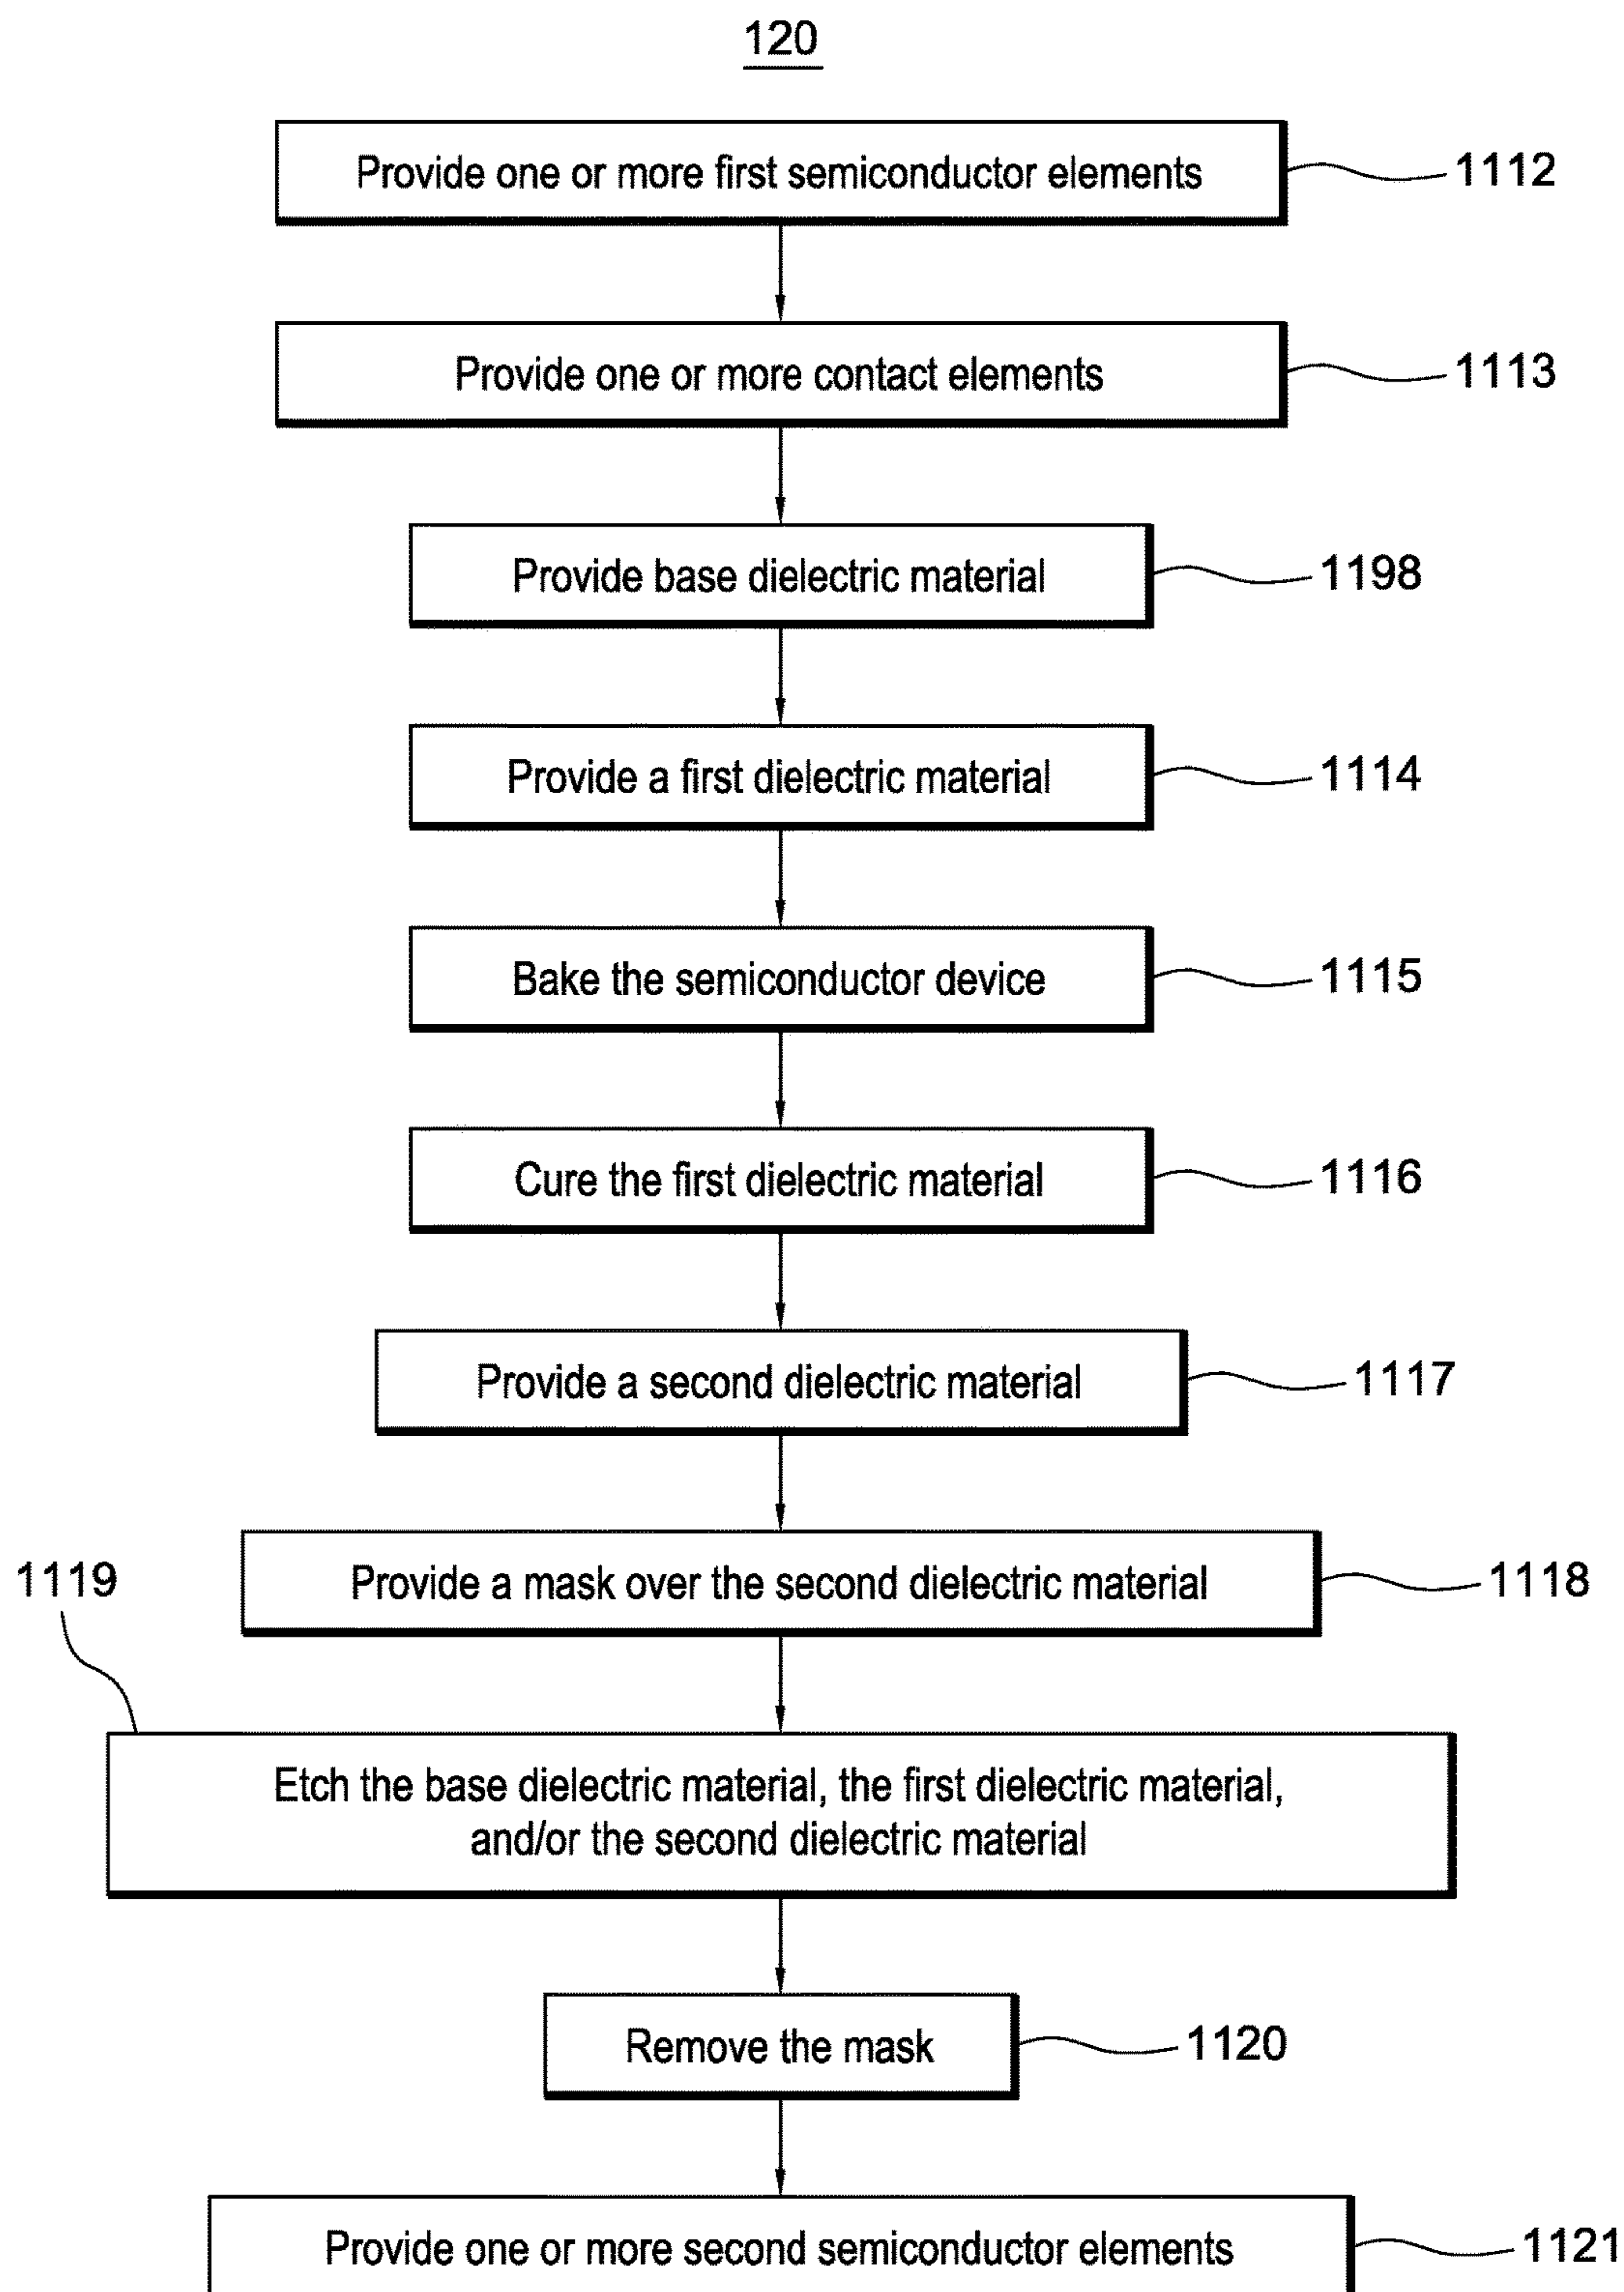 120
Provide one or more first semiconductor elements
1112
Provide one or more contact elements
1113
Provide base dielectric material
1198
Provide a first dielectric material
1114
Bake the semiconductor device
1115
Cure the first dielectric material
1116
Provide a second dielectric material
1117
Provide a mask over the second dielectric material
1118
1119
Etch the base dielectric material, the first dielectric material,
and/or the second dielectric material
Remove the mask
1120
Provide one or more second semiconductor elements
1121